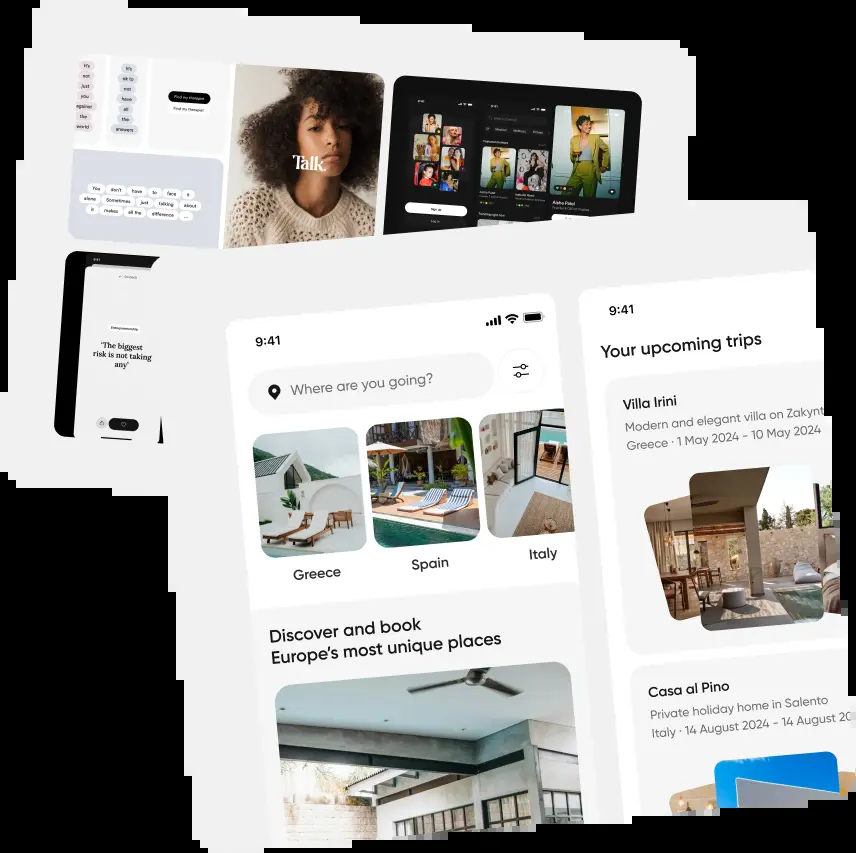 It's
not
just
you
against
the
world
It's
ok to
not
have
all
the
answers
Find my therapist
Find my therapist
You don't have to face it
alone Sometimes just talking about
it makes all the difference ...
Talk.
9:41
Sign up
Log in
9:41
Aisha Patel
Aisha Patel
9:41
Entrepreneurship
'The biggest
risk is not taking
any'
9:41
Where are you going?
Greece
Spain
Italy
Discover and book
Europe's most unique places
9:41
Your upcoming trips
Villa Irini
Modern and elegant villa on Zakynt
Greece · 1 May 2024 - 10 May 2024
Casa al Pino
Private holiday home in Salento
Italy · 14 August 2024 - 14 August 20